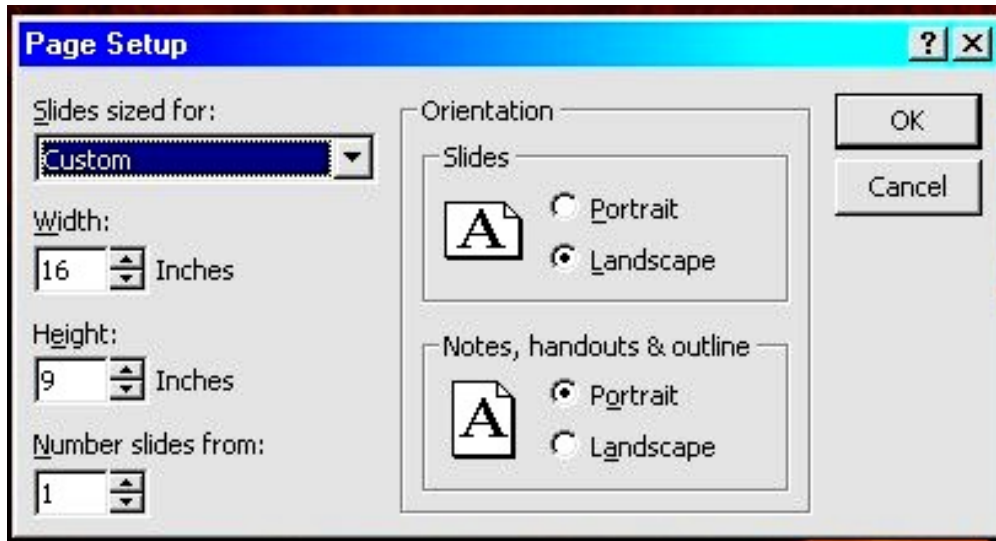 Page Setup
Slides sized for:
Custom
Width:
16 Inches
Height:
9 Inches
Number slides from:
1
Orientation
Slides
A
Portrait
Landscape
Notes, handouts & outline
A
Portrait
Landscape
OK
Cancel